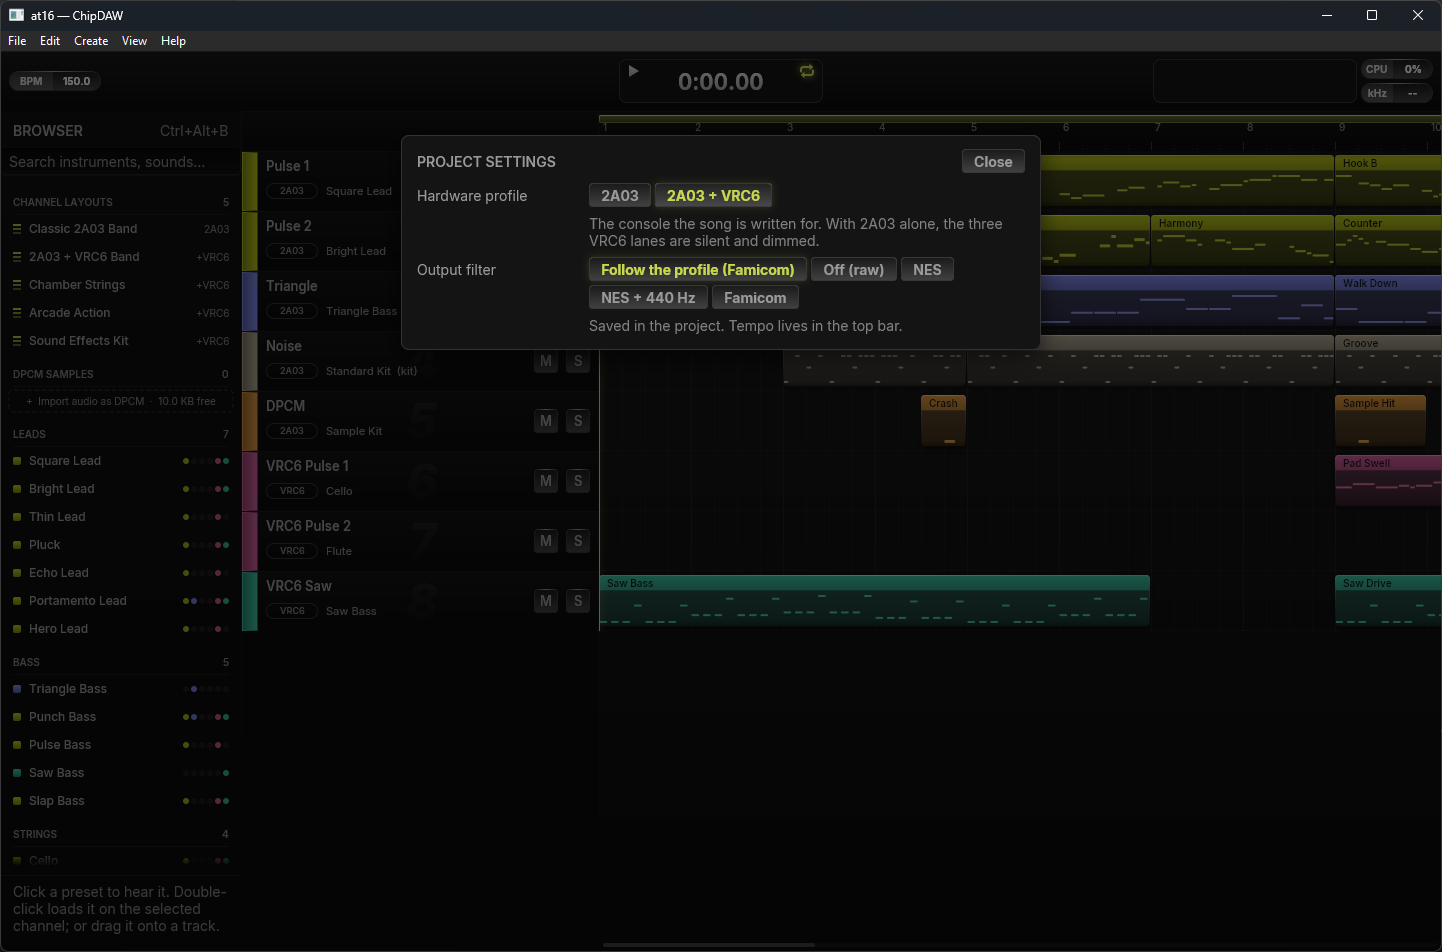 at16 — ChipDAW
File Edit Create View Help
BPM 150.0
0:00.00
CPU 0%
kHz --
BROWSER Ctrl+Alt+B
Search instruments, sounds...
CHANNEL LAYOUTS 5
Classic 2A03 Band 2A03
2A03 + VRC6 Band +VRC6
Chamber Strings +VRC6
Arcade Action +VRC6
Sound Effects Kit +VRC6
DPCM SAMPLES 0
+ Import audio as DPCM · 10.0 KB free
LEADS 7
Square Lead
Bright Lead
Thin Lead
Pluck
Echo Lead
Portamento Lead
Hero Lead
BASS 5
Triangle Bass
Punch Bass
Pulse Bass
Saw Bass
Slap Bass
STRINGS 4
Cello
Click a preset to hear it. Double-
click loads it on the selected
channel; or drag it onto a track.
1 2 3 4 5 6 7 8 9 10
Pulse 1
2A03 Square Lead
Pulse 2
2A03 Bright Lead
Triangle
2A03 Triangle Bass
Noise
2A03 Standard Kit (kit)
M S
DPCM
2A03 Sample Kit
5
M S
VRC6 Pulse 1
VRC6 Cello
6
M S
VRC6 Pulse 2
VRC6 Flute
7
M S
VRC6 Saw
VRC6 Saw Bass
8
M S
Hook B
Harmony
Counter
Walk Down
Groove
Crash
Sample Hit
Pad Swell
Saw Bass
Saw Drive
PROJECT SETTINGS
Close
Hardware profile
2A03 2A03 + VRC6
The console the song is written for. With 2A03 alone, the three
VRC6 lanes are silent and dimmed.
Output filter
Follow the profile (Famicom) Off (raw) NES
NES + 440 Hz Famicom
Saved in the project. Tempo lives in the top bar.